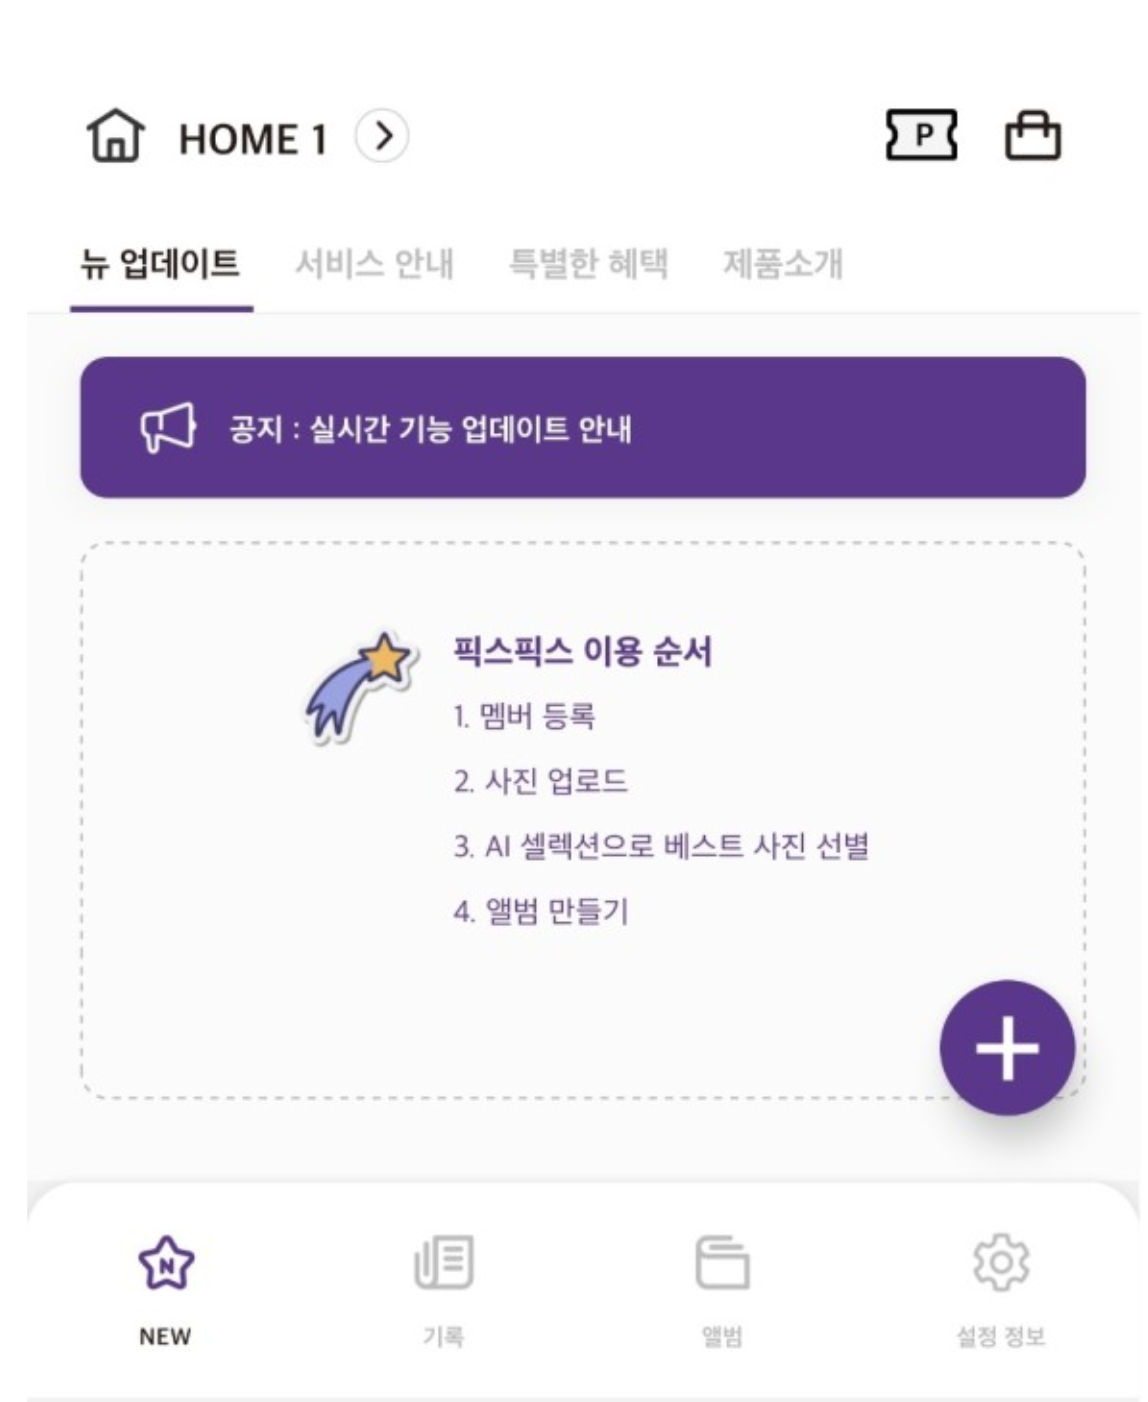 HOME 1
P
뉴 업데이트 서비스 안내 특별한 혜택 제품소개
공지 : 실시간 기능 업데이트 안내
픽스픽스 이용 순서
1. 멤버 등록
2. 사진 업로드
3. AI 셀렉션으로 베스트 사진 선별
4. 앨범 만들기
N
NEW 기록 앨범 설정 정보